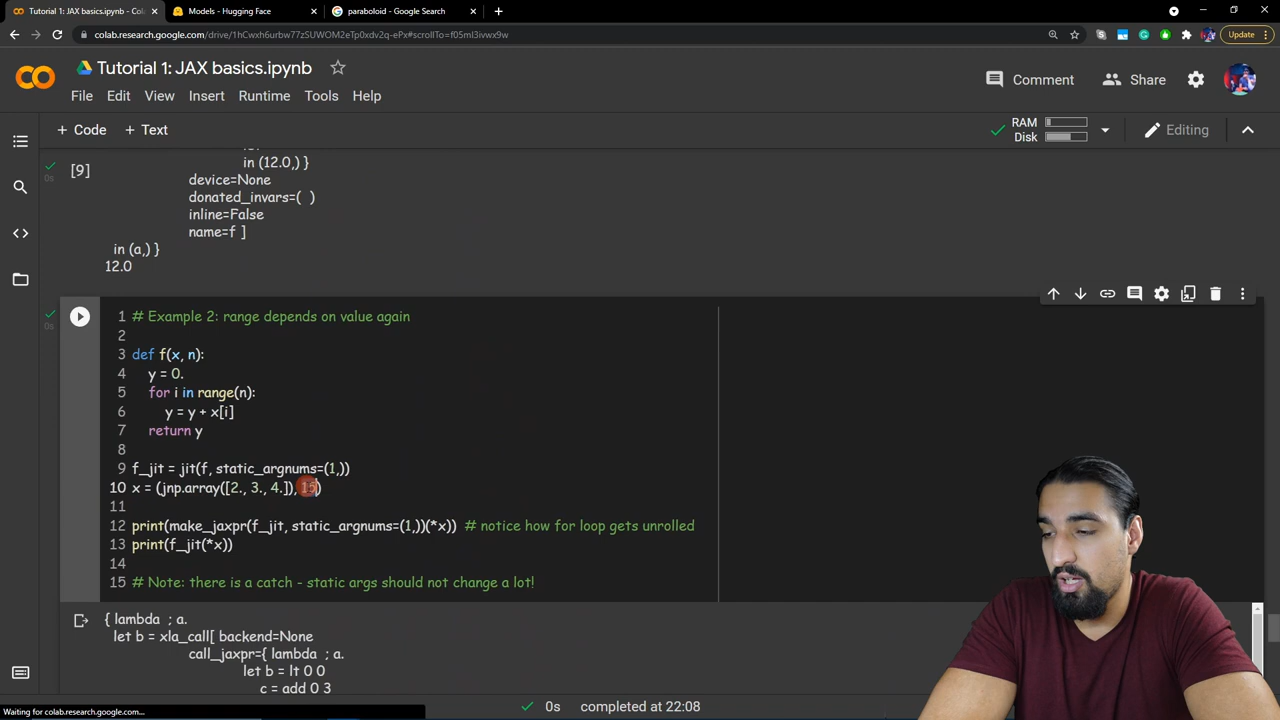 Tutorial 1: JAX basics.ipynb - Col
Models - Hugging Face
paraboloid - Google Search
colab.research.google.com/drive/1hCwxh6urbw77zSUWOM2eTp0xdv2q-ePx#scrollTo=f05ml3ivwx9w
Update
Tutorial 1: JAX basics.ipynb
Comment
Share
File Edit View Insert Runtime Tools Help
+ Code + Text
RAM
Disk
Editing
in (12.0,) }
[9]
0s
device=None
donated_invars=( )
inline=False
name=f ]
in (a,) }
12.0
0s
1 # Example 2: range depends on value again
2
3 def f(x, n):
4 y = 0.
5 for i in range(n):
6 y = y + x[i]
7 return y
8
9 f_jit = jit(f, static_argnums=(1,))
10 x = (jnp.array([2., 3., 4.]), 15)
11
12 print(make_jaxpr(f_jit, static_argnums=(1,))(*x)) # notice how for loop gets unrolled
13 print(f_jit(*x))
14
15 # Note: there is a catch - static args should not change a lot!
{ lambda ; a.
let b = xla_call[ backend=None
call_jaxpr={ lambda ; a.
let b = lt 0 0
c = add 0 3
0s completed at 22:08
Waiting for colab.research.google.com...